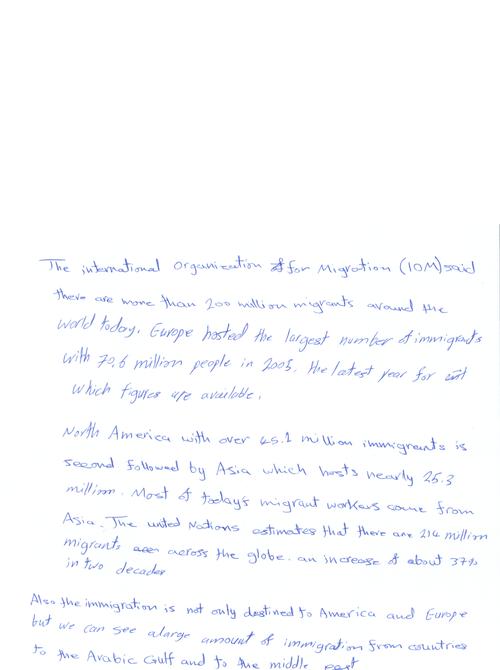 The international Organization for Migration (IOM) said
there are more than 200 million migrants around the
world today. Europe hosted the largest number of immigrants
with 70.6 million people in 2005, the latest year for
which figures are available.
North America with over 45.1 million immigrants is
second followed by Asia which hosts nearly 25.3
million. Most of today's migrant workers come from
Asia. The united Nations estimates that there are 214 million
migrants across the globe. an increase of about 37%
in two decades
Also the immigration is not only destined to America and Europe
but we can see a large amount of immigration from countries
to the Arabic Gulf and to the middle east